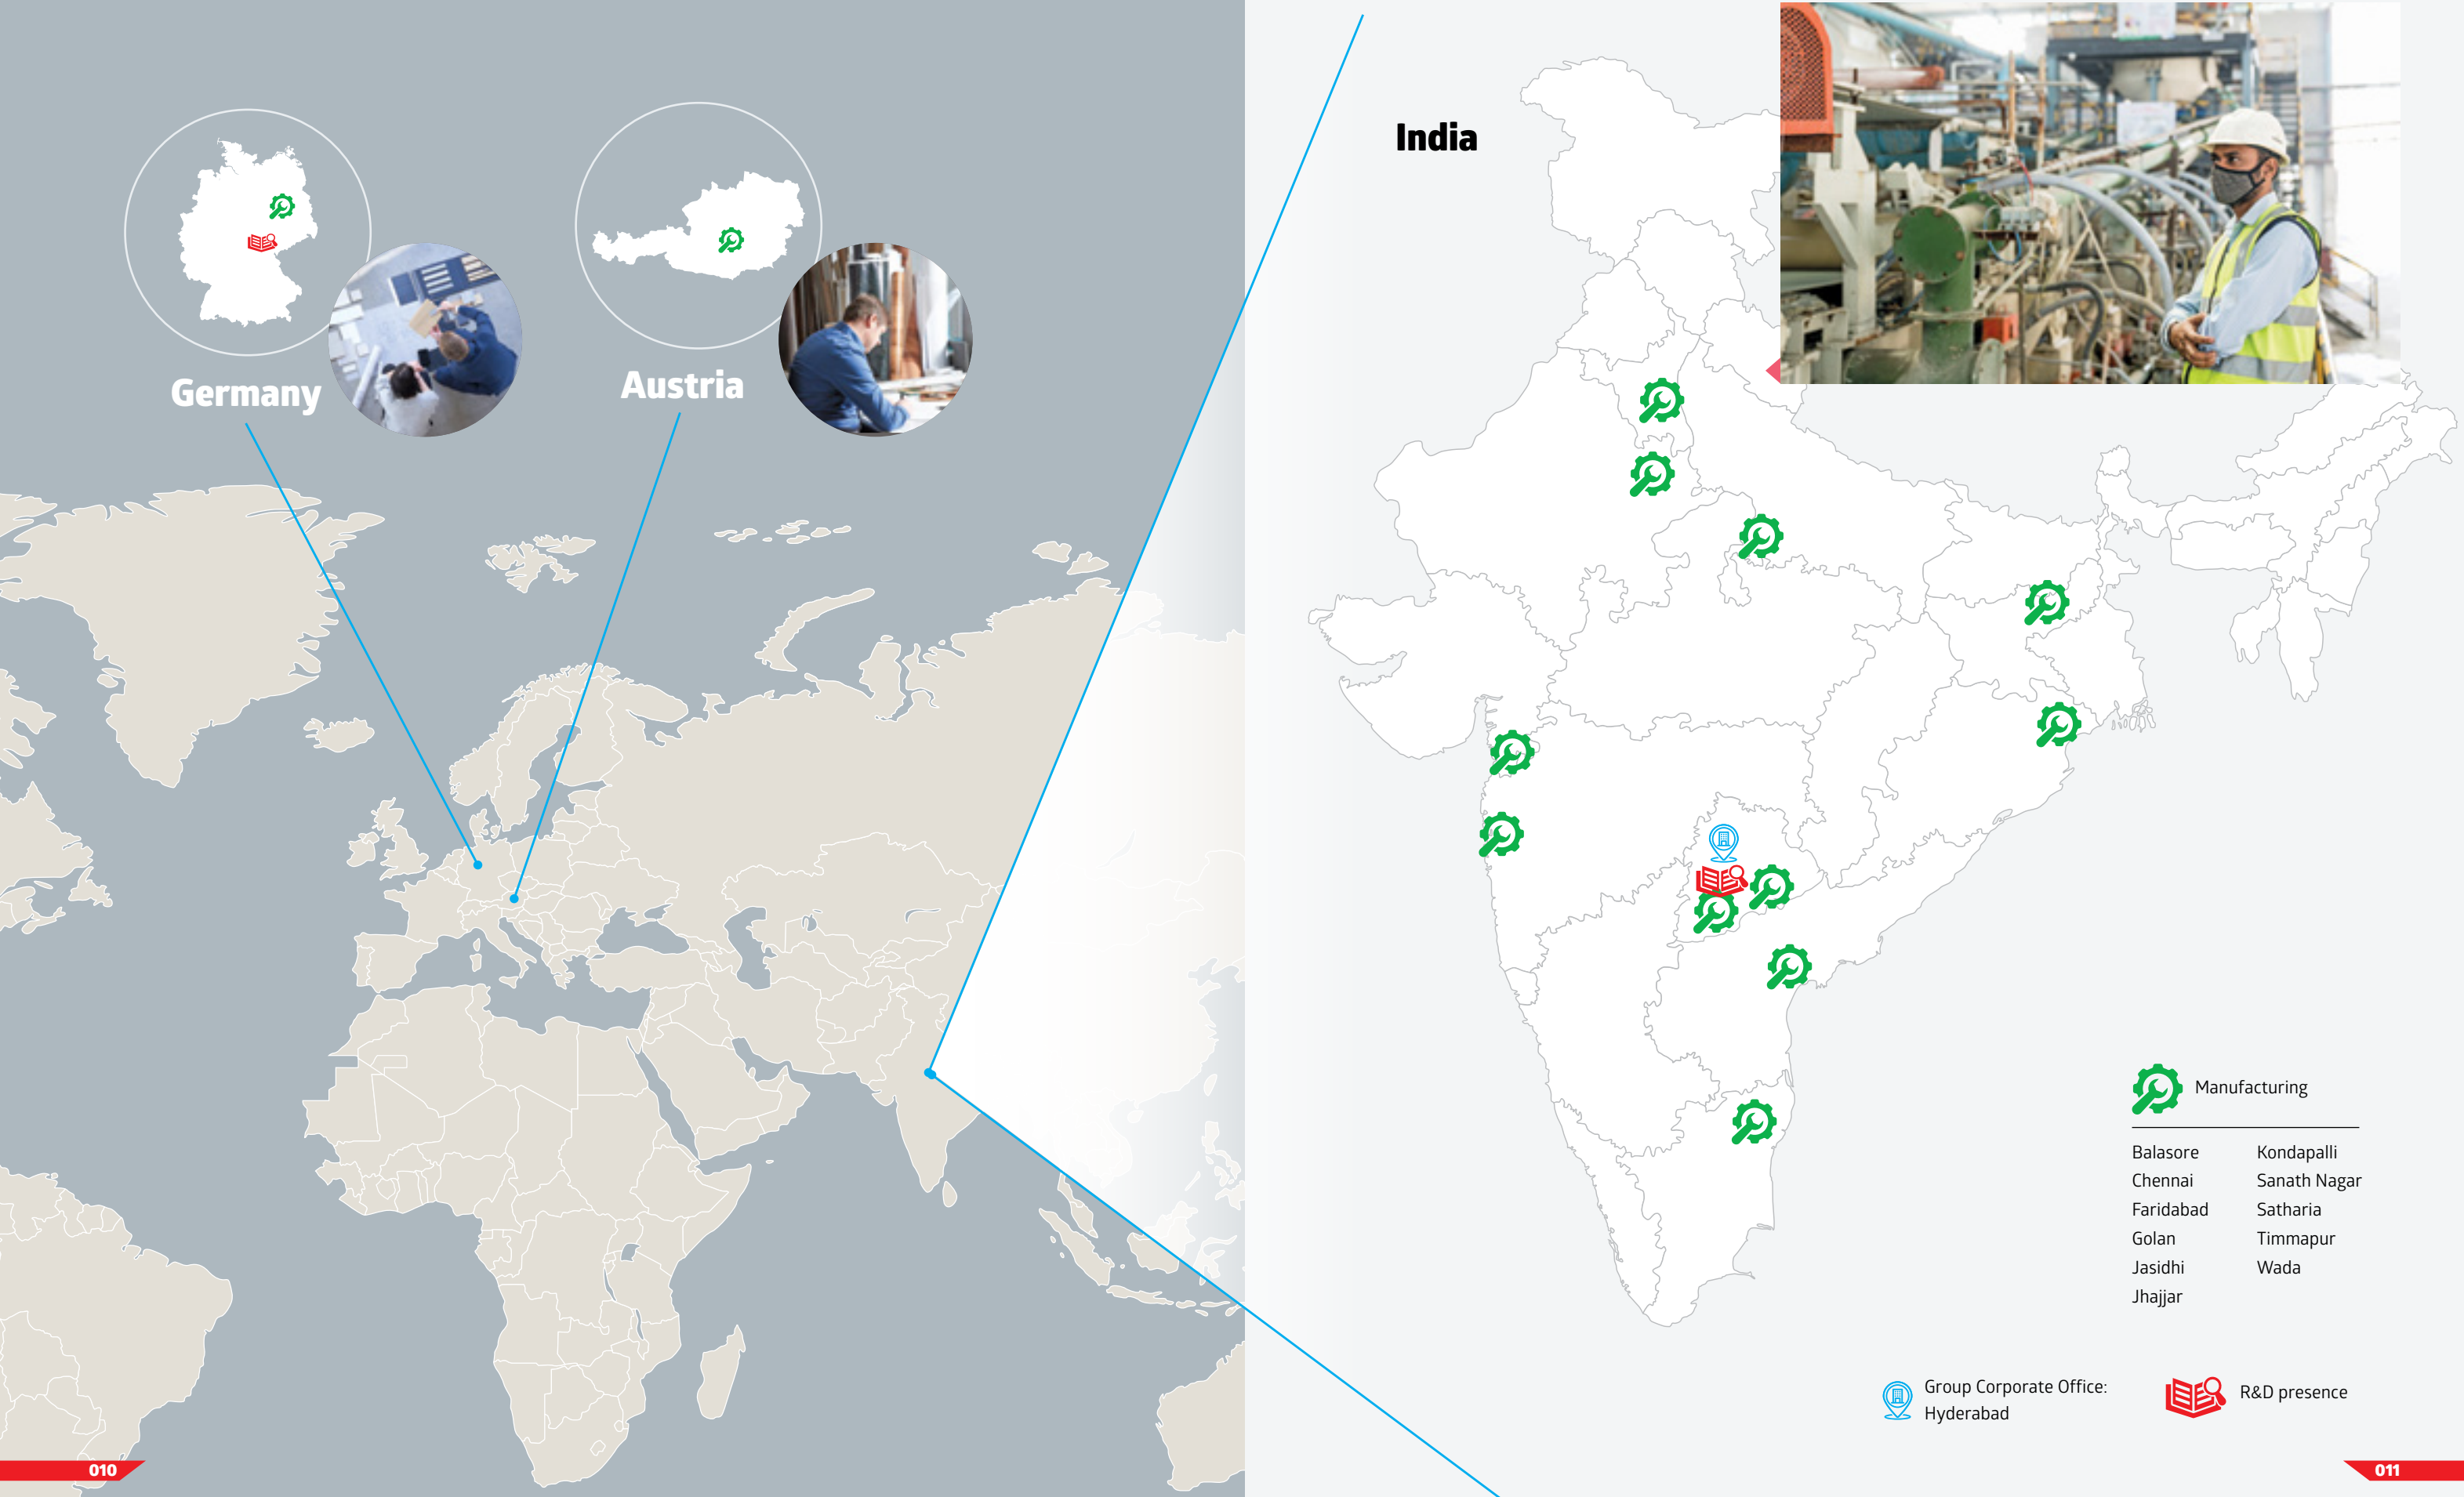 Germany
Austria
India
Manufacturing
Balasore
Chennai
Faridabad
Golan
Jasidhi
Jhajjar
Kondapalli
Sanath Nagar
Satharia
Timmapur
Wada
Group Corporate Office:
Hyderabad
R&D presence
010
011